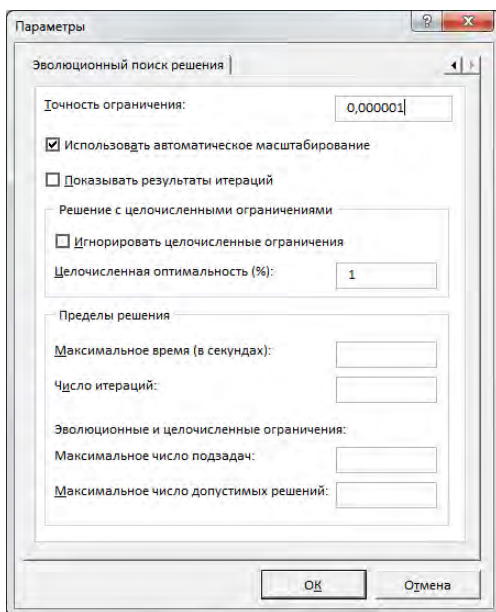 Параметры
Эволюционный поиск решения
Точность ограничения: 0,000001
Использовать автоматическое масштабирование
Показывать результаты итераций
Решение с целочисленными ограничениями
Игнорировать целочисленные ограничения
Целочисленная оптимальность (%): 1
Пределы решения
Максимальное время (в секундах):
Число итераций:
Эволюционные и целочисленные ограничения:
Максимальное число подзадач:
Максимальное число допустимых решений:
ОК Отмена